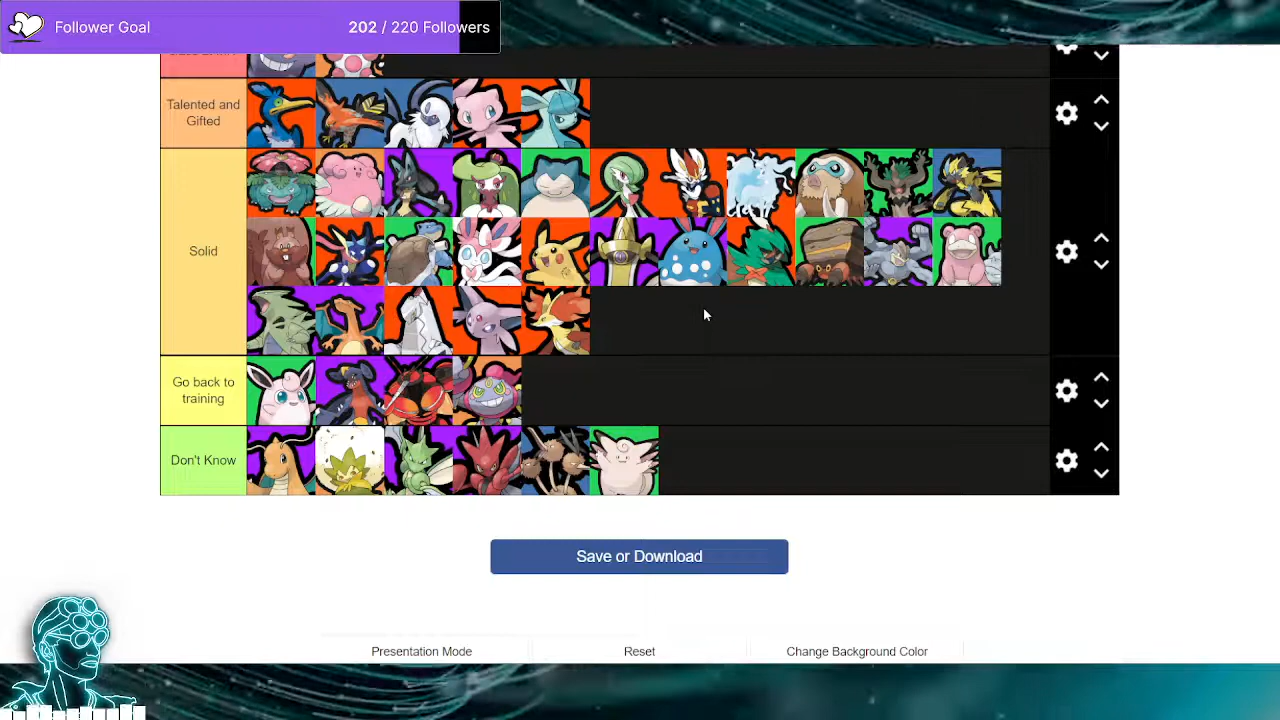 Follower Goal 202 / 220 Followers
Talented and
Gifted
Solid
Go back to
training
Don't Know
Save or Download
Presentation Mode Reset Change Background Color